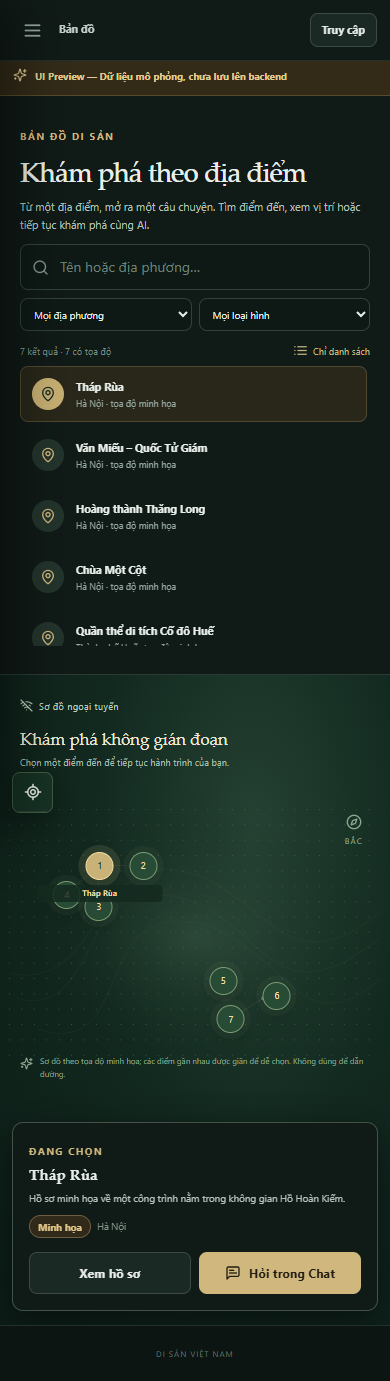 Bản đồ
Truy cập
UI Preview — Dữ liệu mô phỏng, chưa lưu lên backend
BẢN ĐỒ DI SẢN
Khám phá theo địa điểm
Từ một địa điểm, mở ra một câu chuyện. Tìm điểm đến, xem vị trí hoặc
tiếp tục khám phá cùng AI.
Tên hoặc địa phương...
Mọi địa phương
Mọi loại hình
7 kết quả · 7 có tọa độ
Chỉ danh sách
Tháp Rùa
Hà Nội · tọa độ minh họa
Văn Miếu – Quốc Tử Giám
Hà Nội · tọa độ minh họa
Hoàng thành Thăng Long
Hà Nội · tọa độ minh họa
Chùa Một Cột
Hà Nội · tọa độ minh họa
Quần thể di tích Cố đô Huế
Sơ đồ ngoại tuyến
Khám phá không gián đoạn
Chọn một điểm đến để tiếp tục hành trình của bạn.
BẮC
1
2
4
Tháp Rùa
3
5
6
7
Sơ đồ theo tọa độ minh họa; các điểm gần nhau được giãn để dễ chọn. Không dùng để dẫn
đường.
ĐANG CHỌN
Tháp Rùa
Hồ sơ minh họa về một công trình nằm trong không gian Hồ Hoàn Kiếm.
Minh họa
Hà Nội
Xem hồ sơ
Hỏi trong Chat
DI SẢN VIỆT NAM